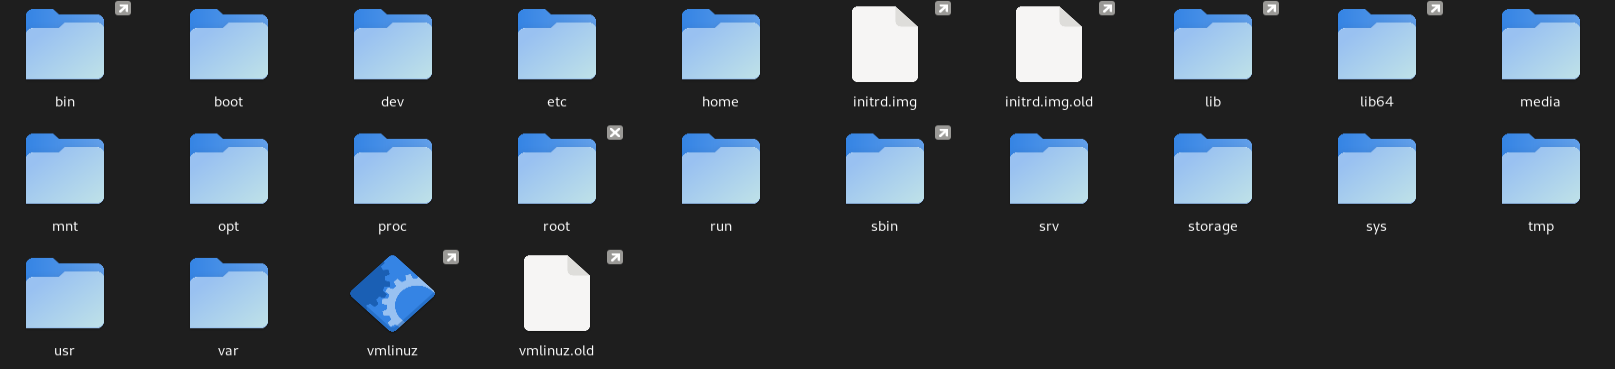 bin boot dev etc home initrd.img initrd.img.old lib lib64 media
mnt opt proc root run sbin srv storage sys tmp
usr var vmlinuz vmlinuz.old